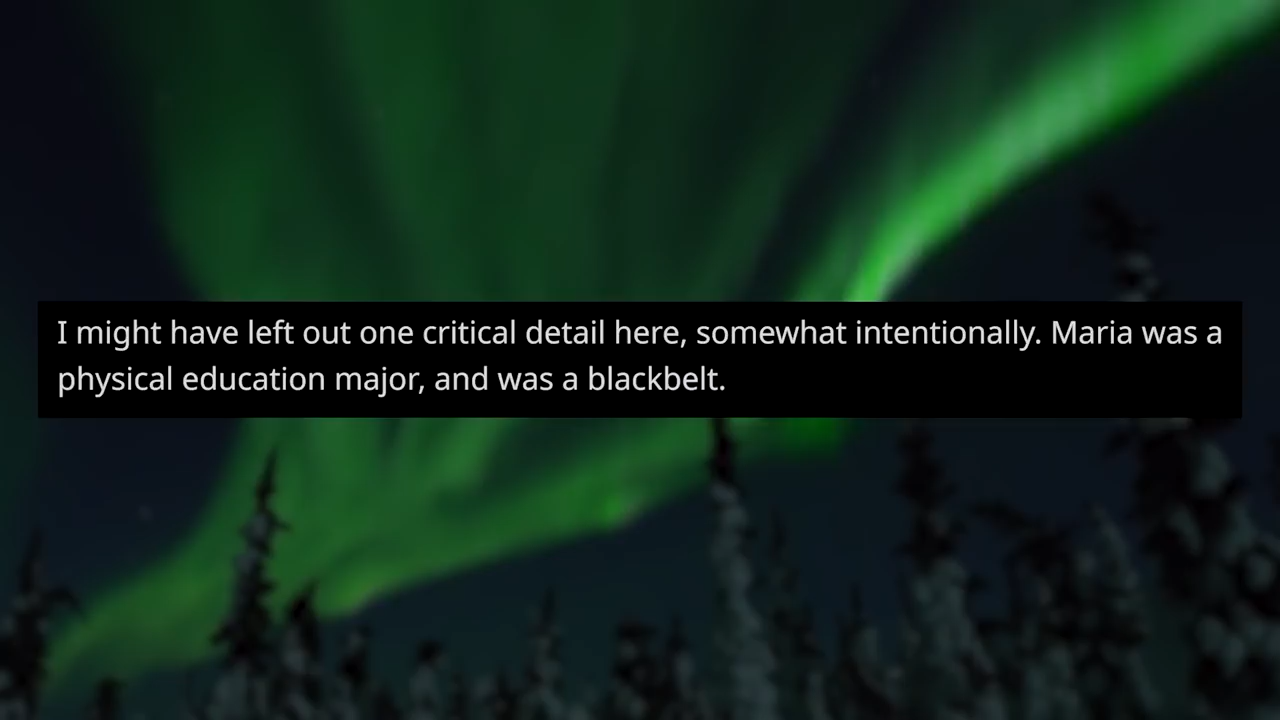 I might have left out one critical detail here, somewhat intentionally. Maria was a
physical education major, and was a blackbelt.